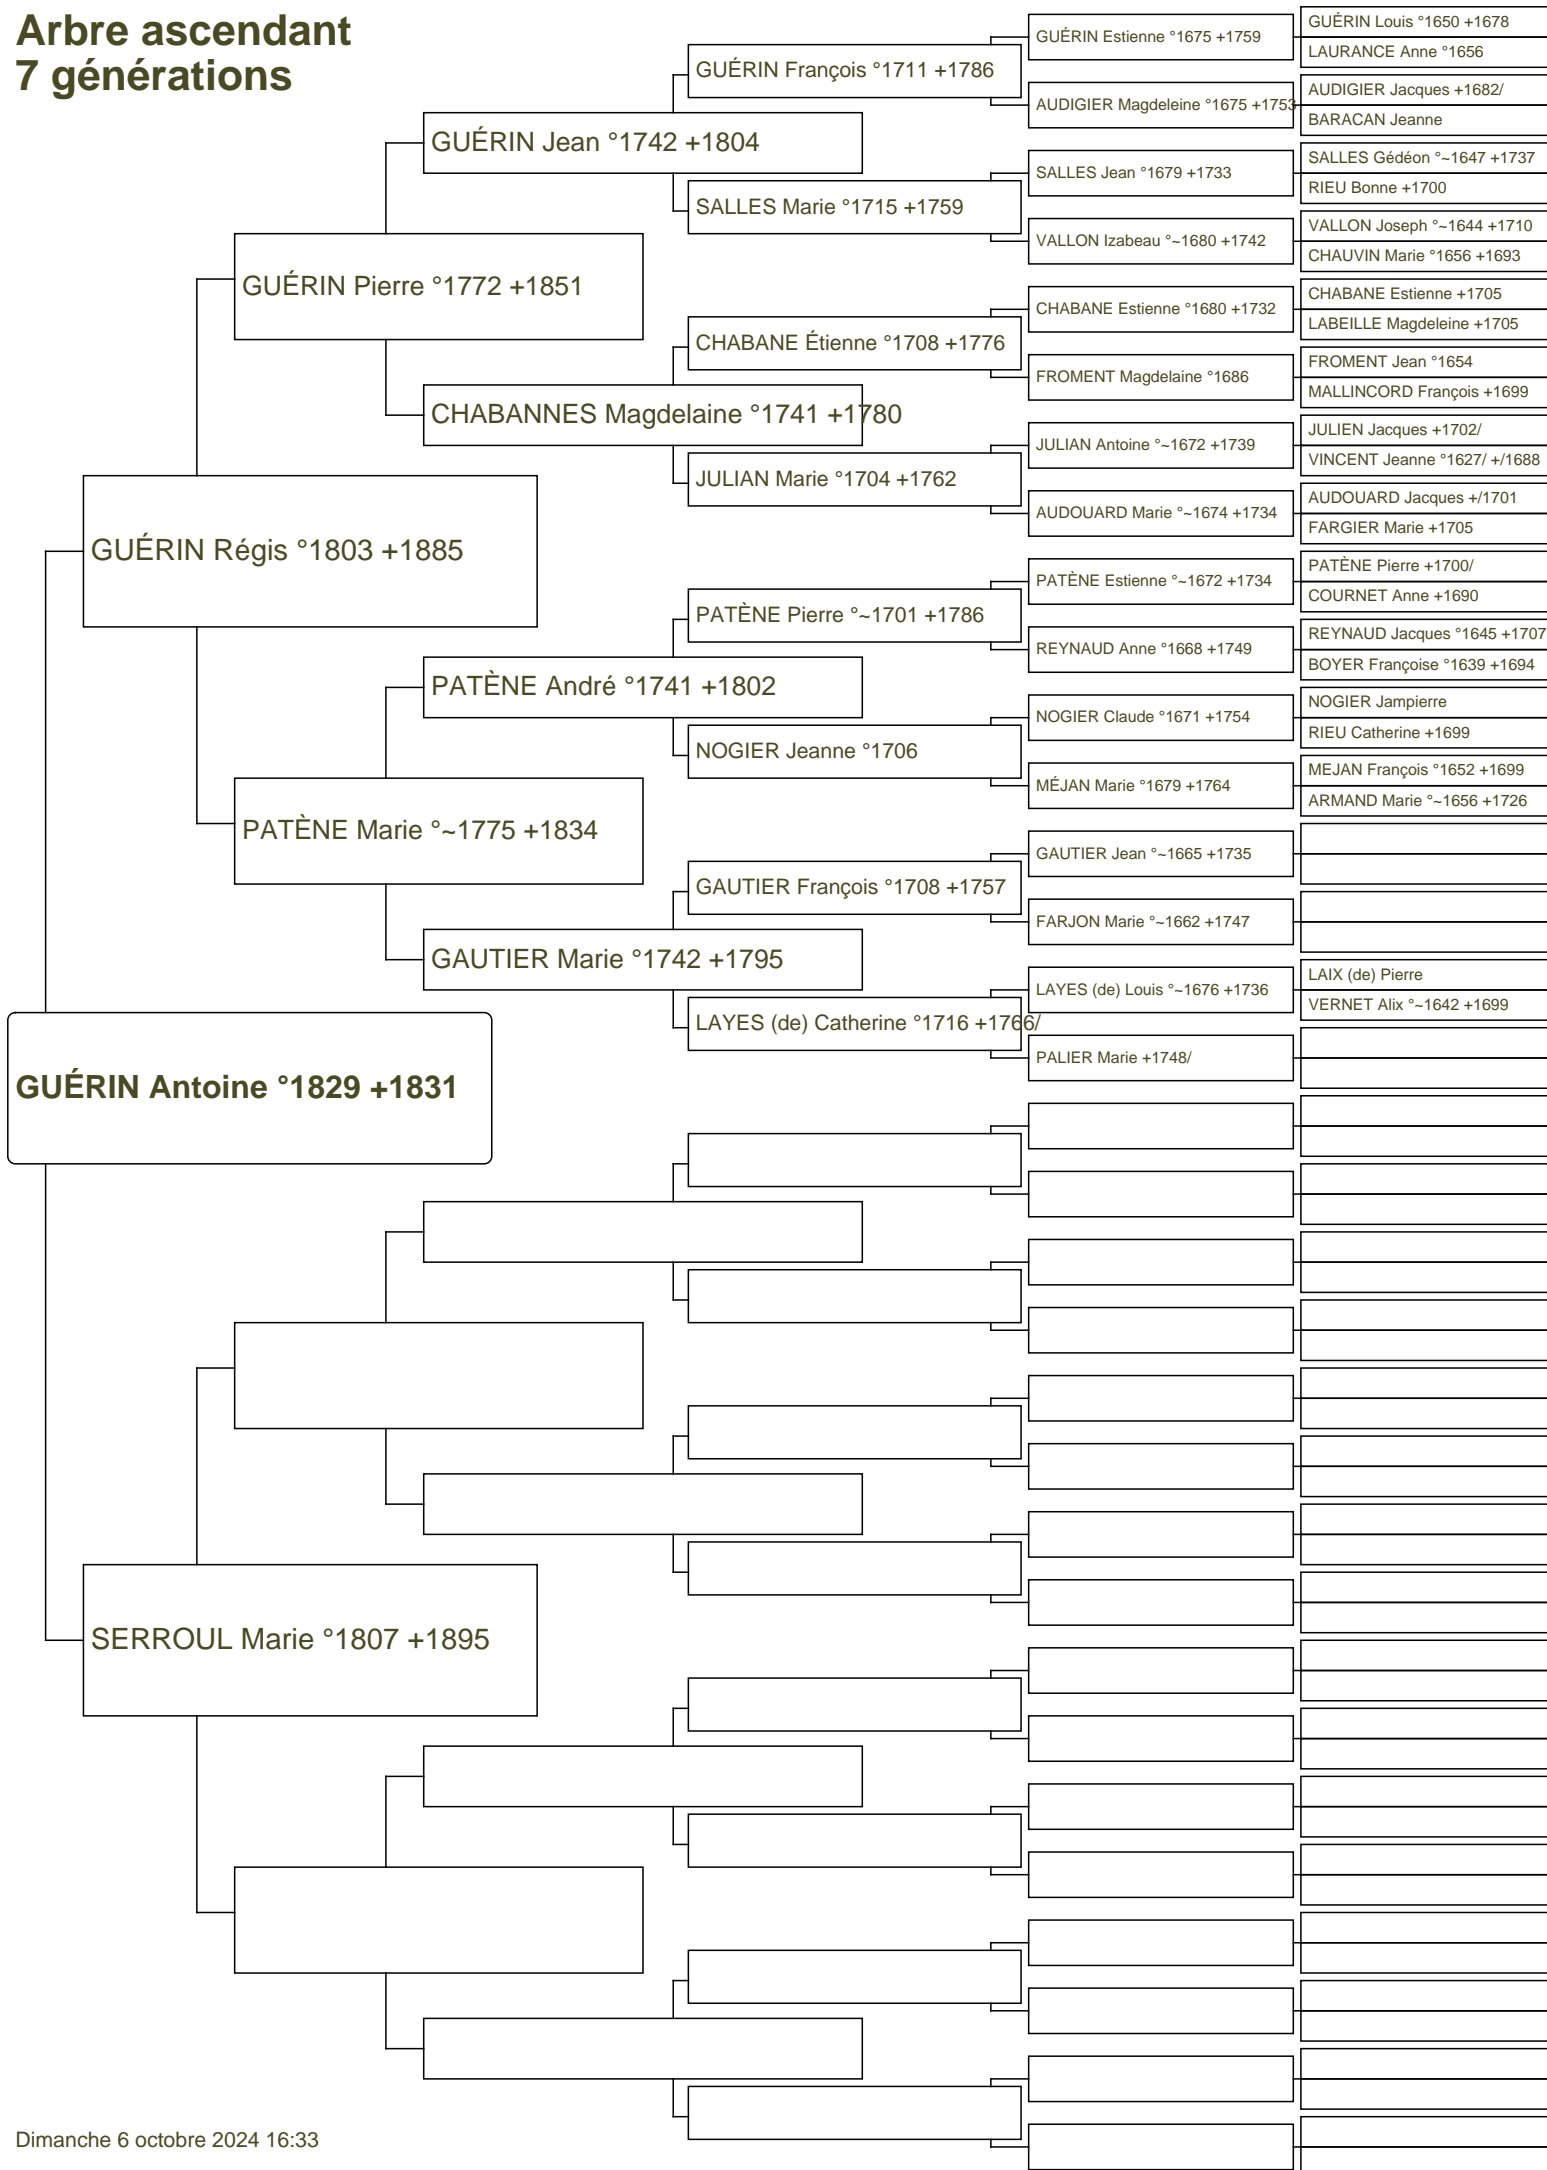 Arbre ascendant
7 générations
GUÉRIN Louis °1650 +1678
GUÉRIN Estienne °1675 +1759
LAURANCE Anne °1656
GUÉRIN François °1711 +1786
AUDIGIER Jacques +1682/
AUDIGIER Magdeleine °1675 +1753
BARACAN Jeanne
GUÉRIN Jean °1742 +1804
SALLES Gédéon °~1647 +1737
SALLES Jean °1679 +1733
RIEU Bonne +1700
SALLES Marie °1715 +1759
VALLON Joseph °~1644 +1710
VALLON Izabeau °~1680 +1742
CHAUVIN Marie °1656 +1693
GUÉRIN Pierre °1772 +1851
CHABANE Estienne +1705
CHABANE Estienne °1680 +1732
LABEILLE Magdeleine +1705
CHABANE Étienne °1708 +1776
FROMENT Jean °1654
FROMENT Magdelaine °1686
MALLINCORD François +1699
CHABANNES Magdelaine °1741 +1780
JULIEN Jacques +1702/
JULIAN Antoine °~1672 +1739
VINCENT Jeanne °1627/ +/1688
JULIAN Marie °1704 +1762
AUDOUARD Jacques +/1701
AUDOUARD Marie °~1674 +1734
FARGIER Marie +1705
GUÉRIN Régis °1803 +1885
PATÈNE Pierre +1700/
PATÈNE Estienne °~1672 +1734
COURNET Anne +1690
PATÈNE Pierre °~1701 +1786
REYNAUD Jacques °1645 +1707
REYNAUD Anne °1668 +1749
BOYER Françoise °1639 +1694
PATÈNE André °1741 +1802
NOGIER Jampierre
NOGIER Claude °1671 +1754
RIEU Catherine +1699
NOGIER Jeanne °1706
MEJAN François °1652 +1699
MÉJAN Marie °1679 +1764
ARMAND Marie °~1656 +1726
PATÈNE Marie °~1775 +1834
GAUTIER Jean °~1665 +1735
GAUTIER François °1708 +1757
FARJON Marie °~1662 +1747
GAUTIER Marie °1742 +1795
LAIX (de) Pierre
LAYES (de) Louis °~1676 +1736
VERNET Alix °~1642 +1699
LAYES (de) Catherine °1716 +1766/
PALIER Marie +1748/
GUÉRIN Antoine °1829 +1831
SERROUL Marie °1807 +1895
Dimanche 6 octobre 2024 16:33